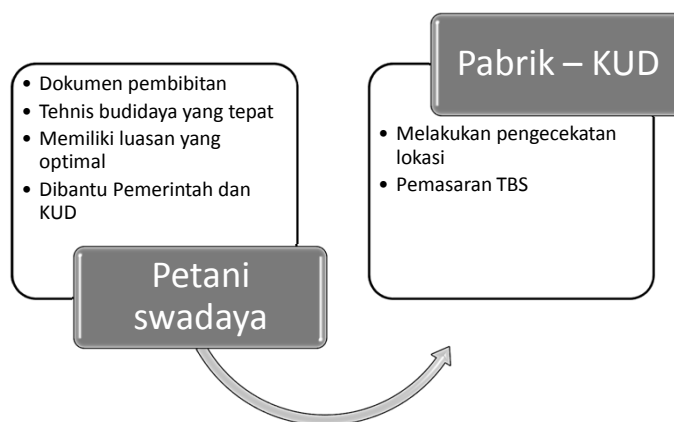 • Dokumen pembibitan
• Tehnis budidaya yang tepat
• Memiliki luasan yang
optimal
• Dibantu Pemerintah dan
KUD
Petani
swadaya
Pabrik – KUD
• Melakukan pengecekatan
lokasi
• Pemasaran TBS